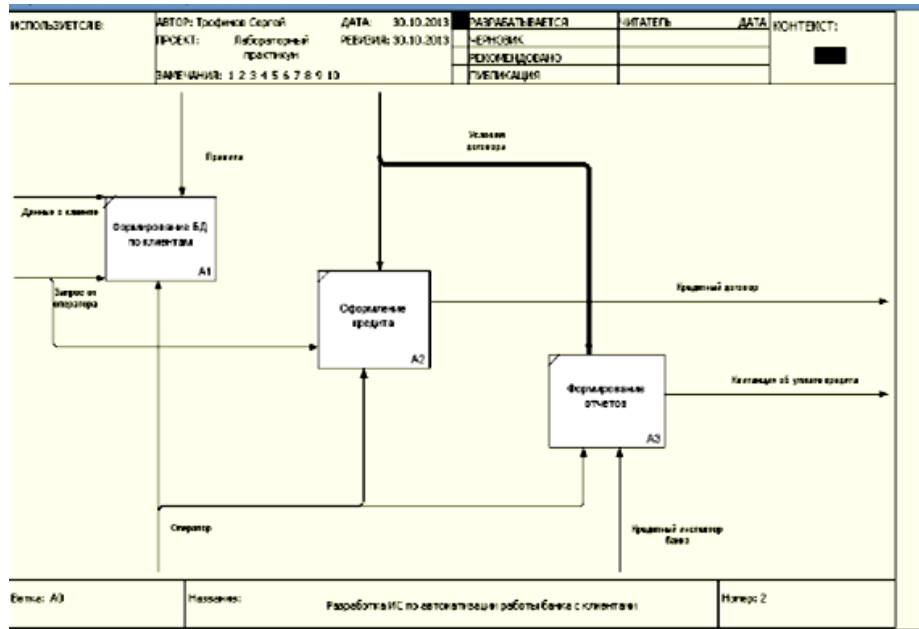 ИСПОЛЬЗУЕТСЯ В:
АВТОР: Трофимов Сергей
ДАТА: 30.10.2013
РАЗРАБАТЫВАЕТСЯ
ЧИТАТЕЛЬ
ДАТА
КОНТЕКСТ:
ПРОЕКТ: Лабораторный
практикум
РЕВИЗИЯ: 30.10.2013
ЧЕРНОВИК
РЕКОМЕНДОВАНО
ЗАМЕЧАНИЯ: 1 2 3 4 5 6 7 8 9 10
ПУБЛИКАЦИЯ
Условия
договора
Правила
Данные о клиенте
Формирование БД
по клиентам
A1
Запрос от
оператора
Кредитный договор
Оформление
кредита
A2
Квитанция об уплате кредита
Формирование
отчетов
A3
Оператор
Кредитный инспектор
банка
Ветка: A0
Название:
Разработка ИС по автоматизации работы банка с клиентами
Номер: 2